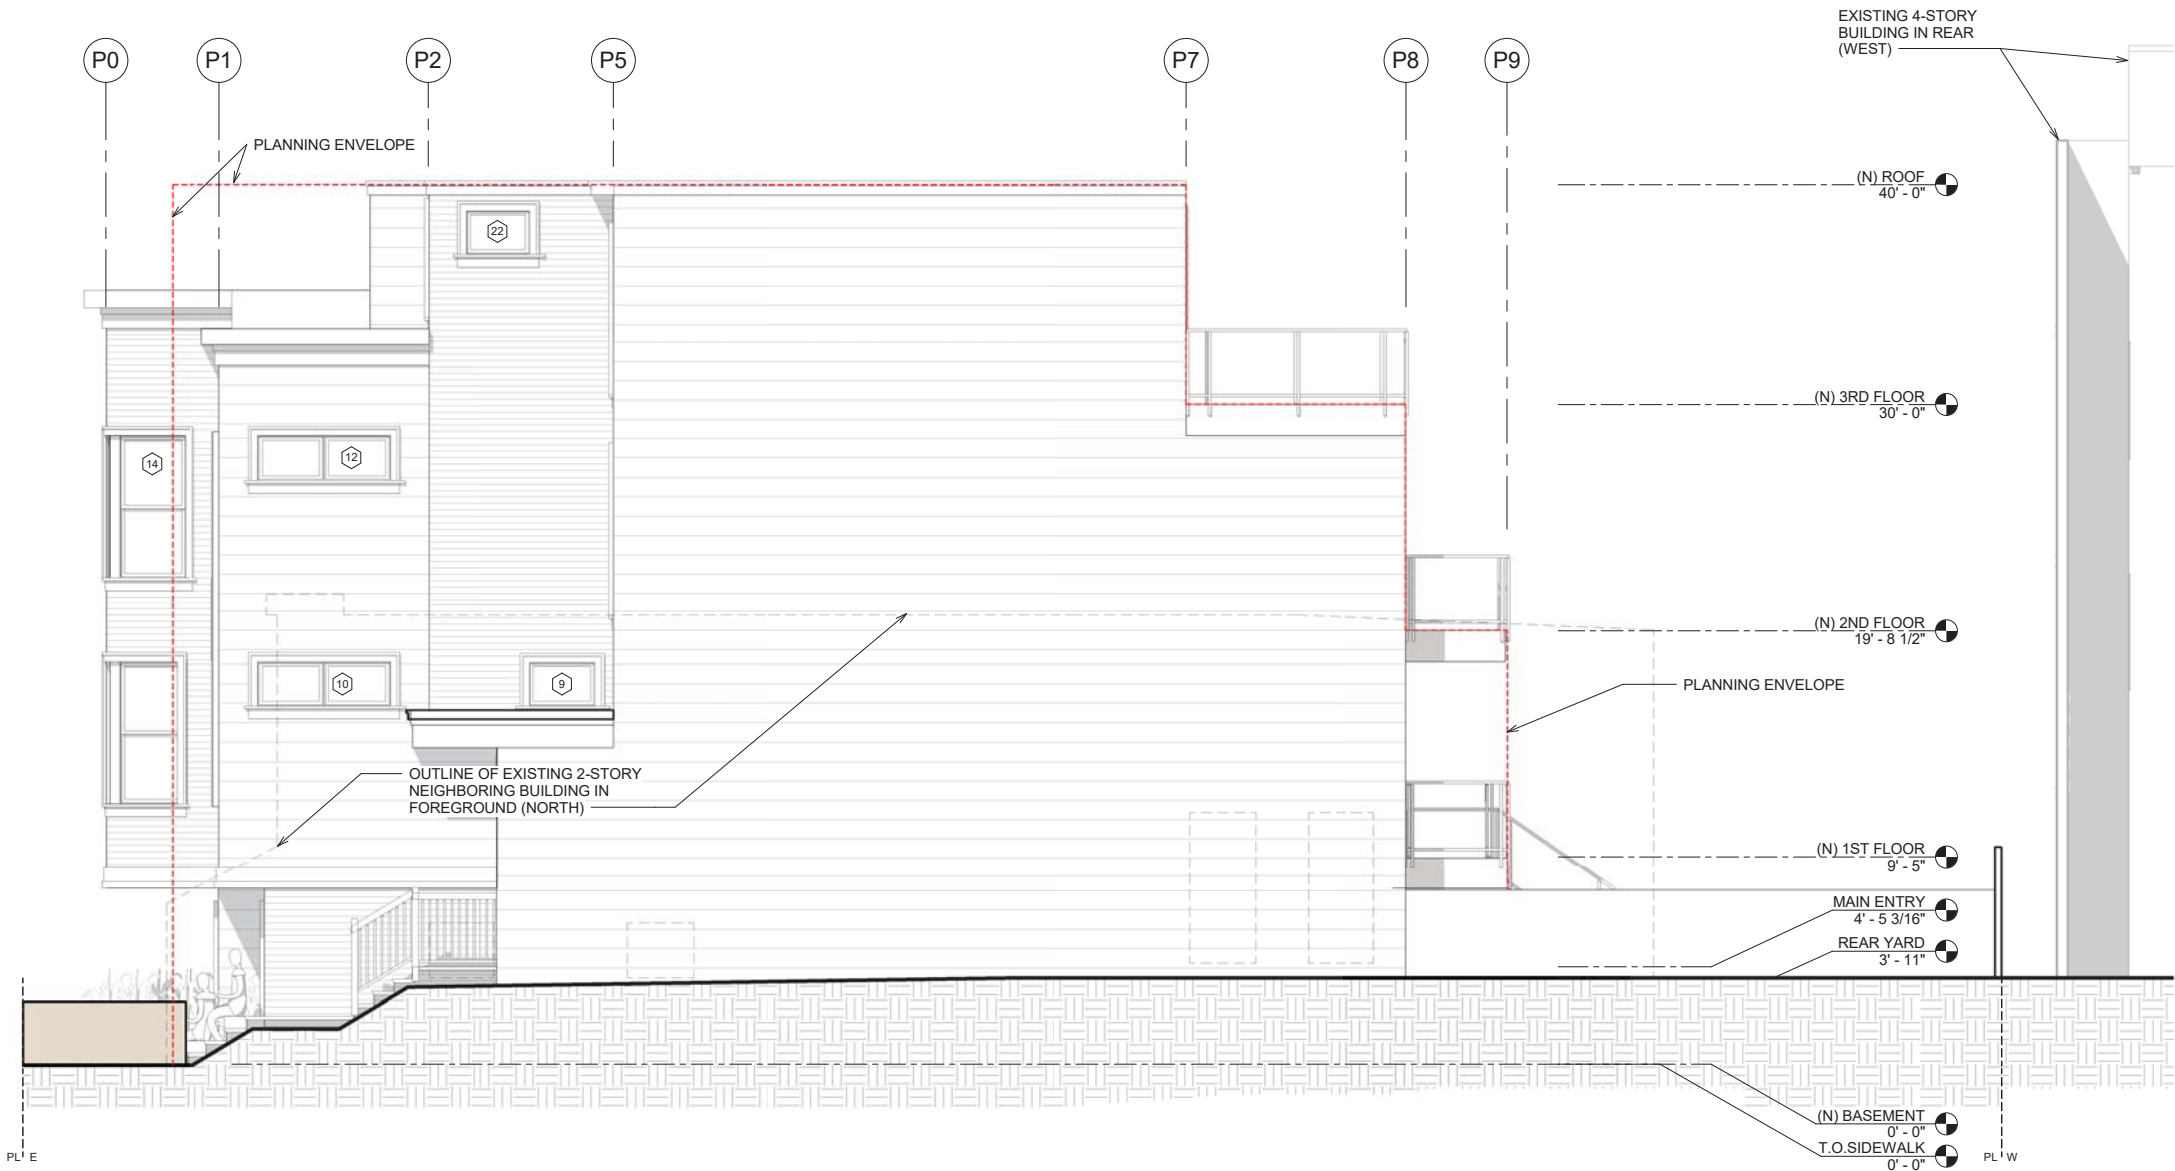 EXISTING 4-STORY
BUILDING IN REAR
(WEST)
P0
P1
P2
P5
P7
P8
P9
PLANNING ENVELOPE
(N) ROOF
40' - 0"
22
(N) 3RD FLOOR
30' - 0"
14
12
(N) 2ND FLOOR
19' - 8 1/2"
10
9
PLANNING ENVELOPE
OUTLINE OF EXISTING 2-STORY
NEIGHBORING BUILDING IN
FOREGROUND (NORTH)
(N) 1ST FLOOR
9' - 5"
MAIN ENTRY
4' - 5 3/16"
REAR YARD
3' - 11"
(N) BASEMENT
0' - 0"
T.O.SIDEWALK
0' - 0"
PL E
PL W